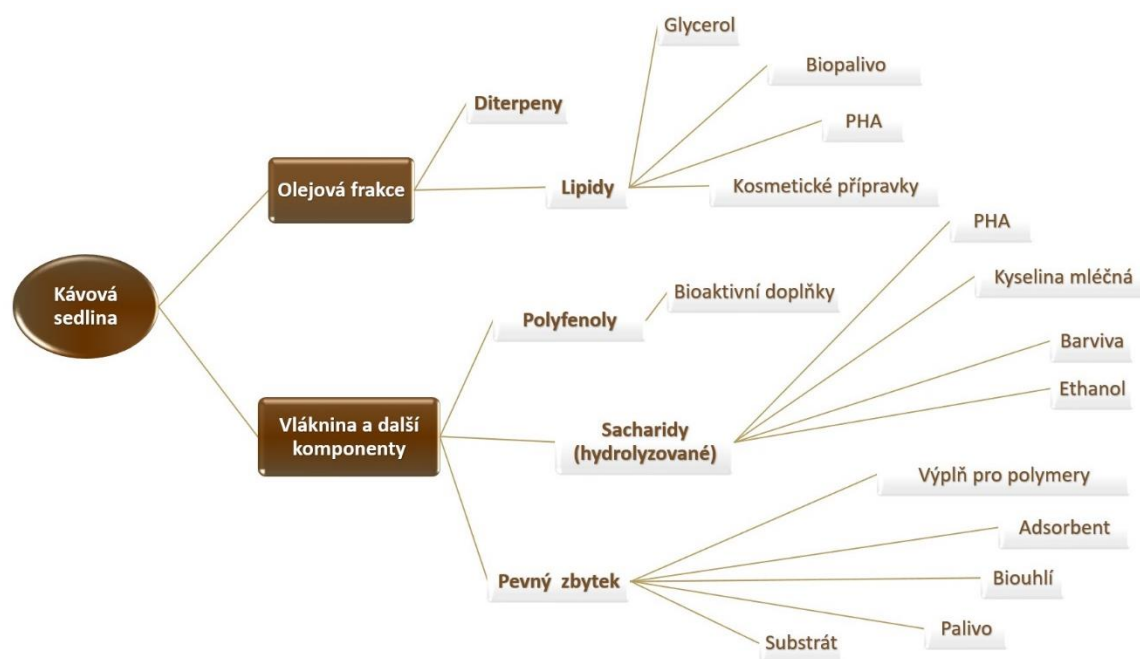 Glycerol
Biopalivo
Diterpeny
PHA
Olejová frakce
Lipidy
Kosmetické přípravky
PHA
Kávová
sedlina
Polyfenoly
Bioaktivní doplňky
Kyselina mléčná
Barviva
Ethanol
Vláknina a další
komponenty
Sacharidy
(hydrolyzované)
Výplň pro polymery
Adsorbent
Pevný zbytek
Biouhlí
Palivo
Substrát